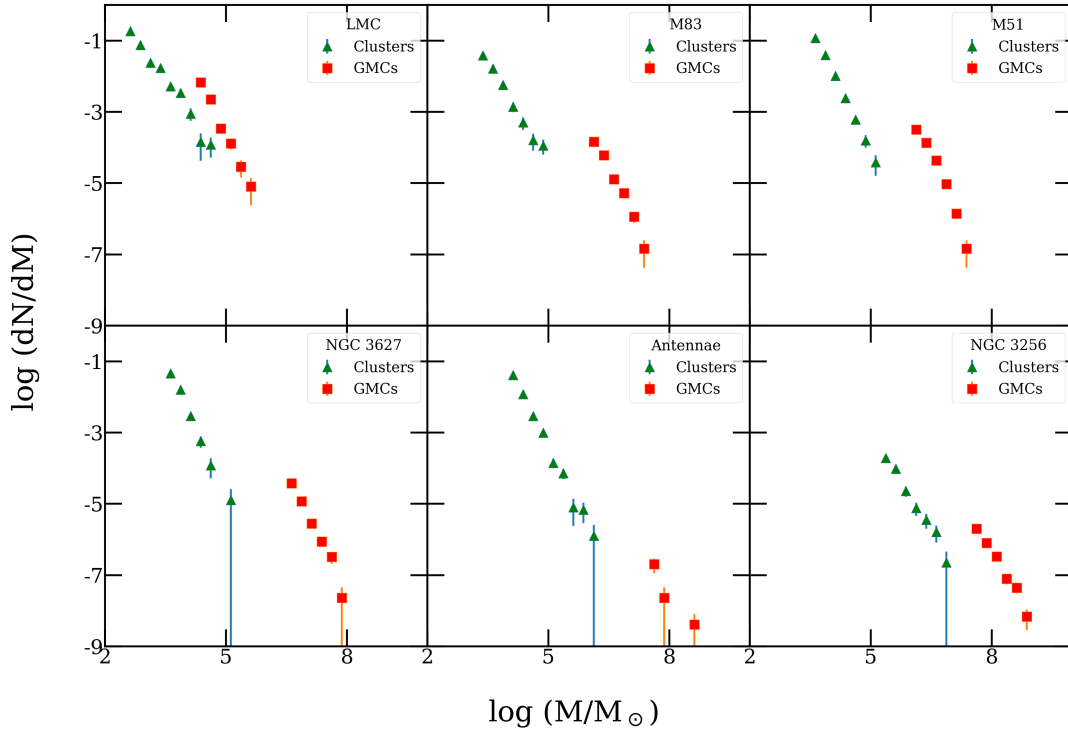 LMC
Clusters
GMCs
M83
Clusters
GMCs
M51
Clusters
GMCs
-1
-3
-5
-7
-9
log (dN/dM)
NGC 3627
Clusters
GMCs
Antennae
Clusters
GMCs
NGC 3256
Clusters
GMCs
-1
-3
-5
-7
-9
2 5 8 2 5 8 2 5 8
log (M/M⊙)